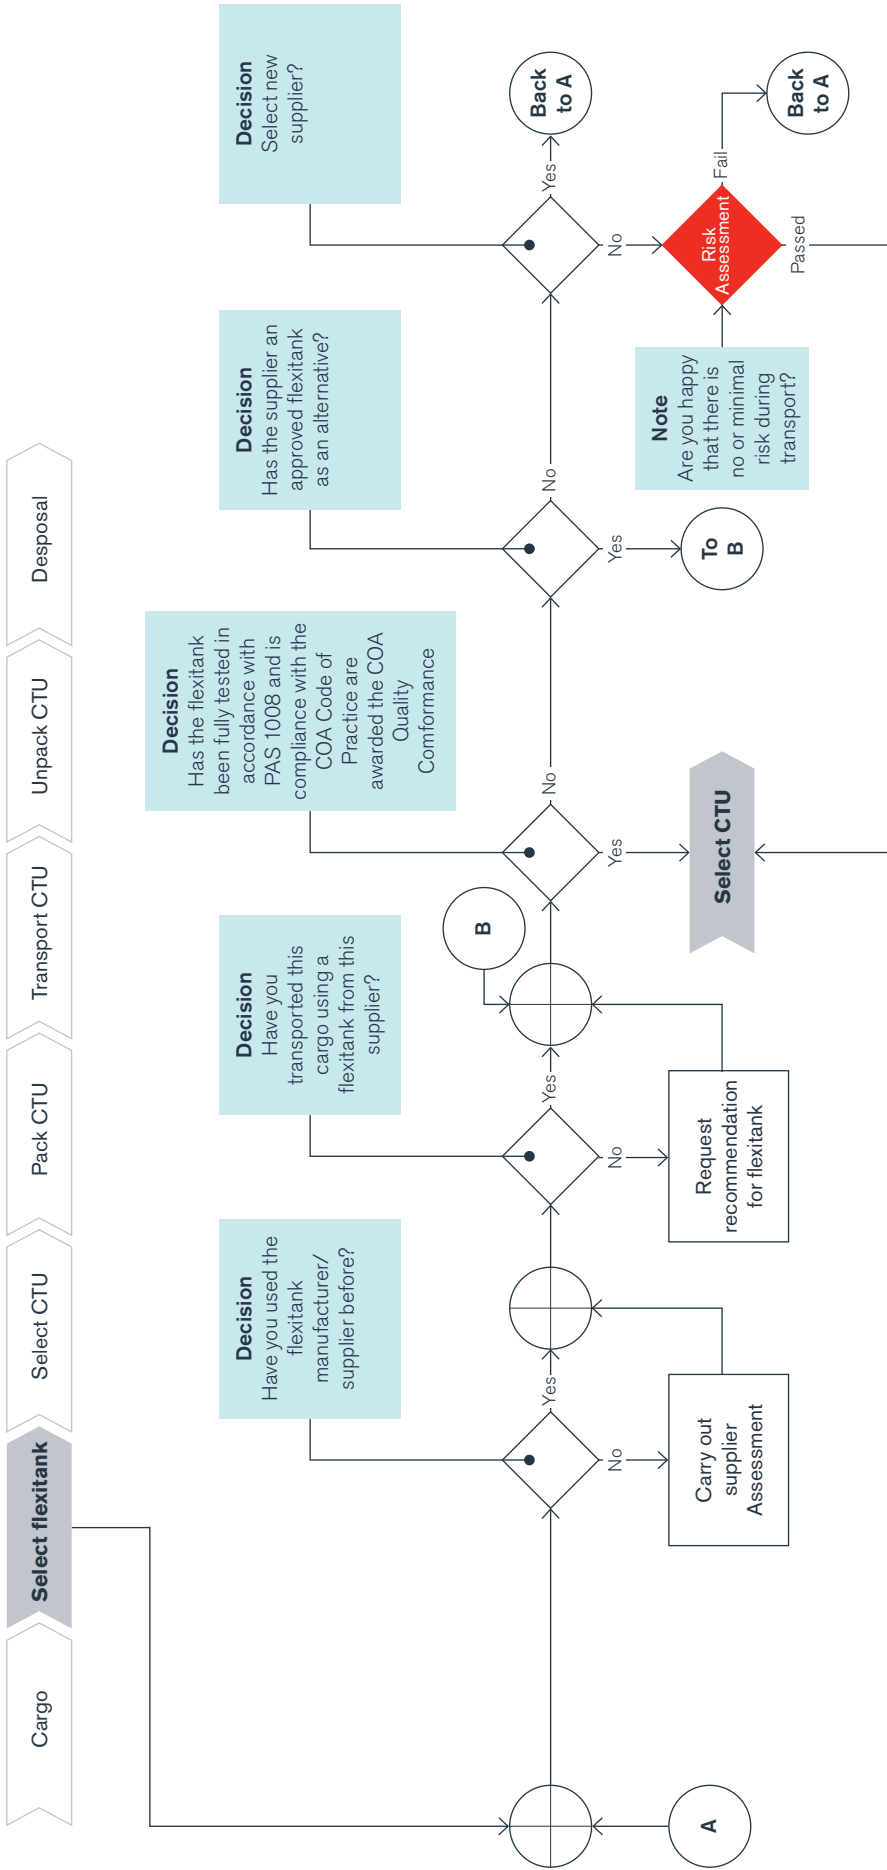 Cargo
Select flexitank
Select CTU
Pack CTU
Transport CTU
Unpack CTU
Desposal
Decision
Have you used the
flexitank
manufacturer/
supplier before?
Decision
Have you
transported this
cargo using a
flexitank from this
supplier?
Decision
Has the flexitank
been fully tested in
accordance with
PAS 1008 and is
compliance with the
COA Code of
Practice are
awarded the COA
Quality
Comformance
Decision
Has the supplier an
approved flexitank
as an alternative?
Decision
Select new
supplier?
A
Yes
No
Carry out
supplier
Assessment
Yes
No
Request
recommendation
for flexitank
B
No
Yes
Select CTU
No
Yes
To
B
Yes
Back
to A
No
Note
Are you happy
that there is
no or minimal
risk during
transport?
Risk
Assessment
Fail
Back
to A
Passed